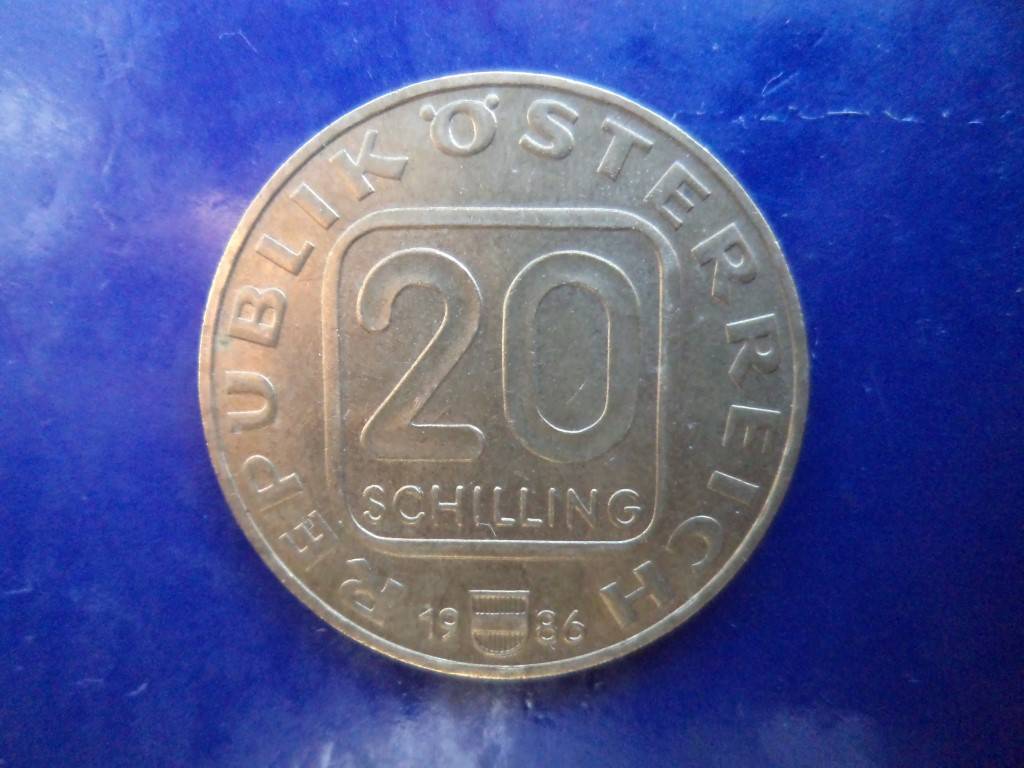 REPUBLIK ÖSTERREICH
20
SCHILLING
1986